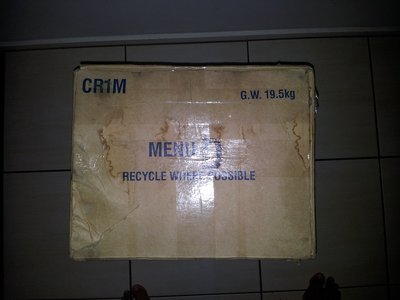 CR1M
G.W. 19.5kg
MENU
RECYCLE WHERE POSSIBLE